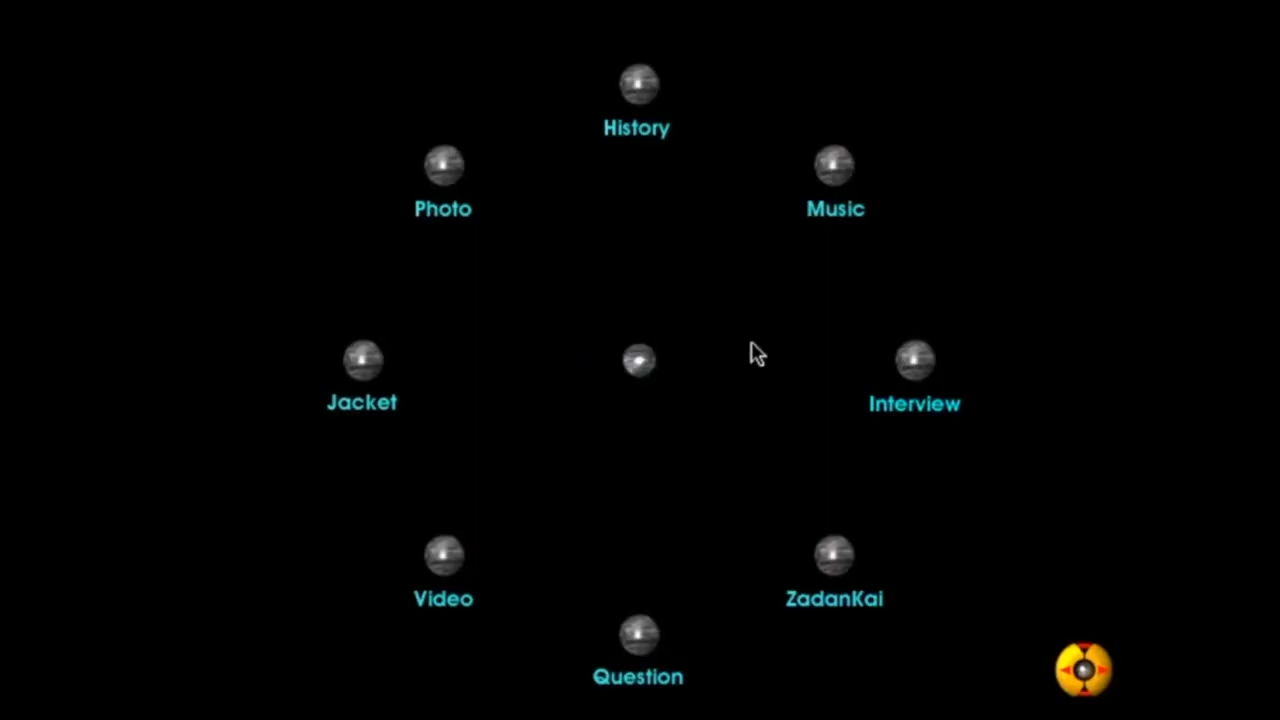 History
Photo
Music
Jacket
Interview
Video
ZadanKai
Question